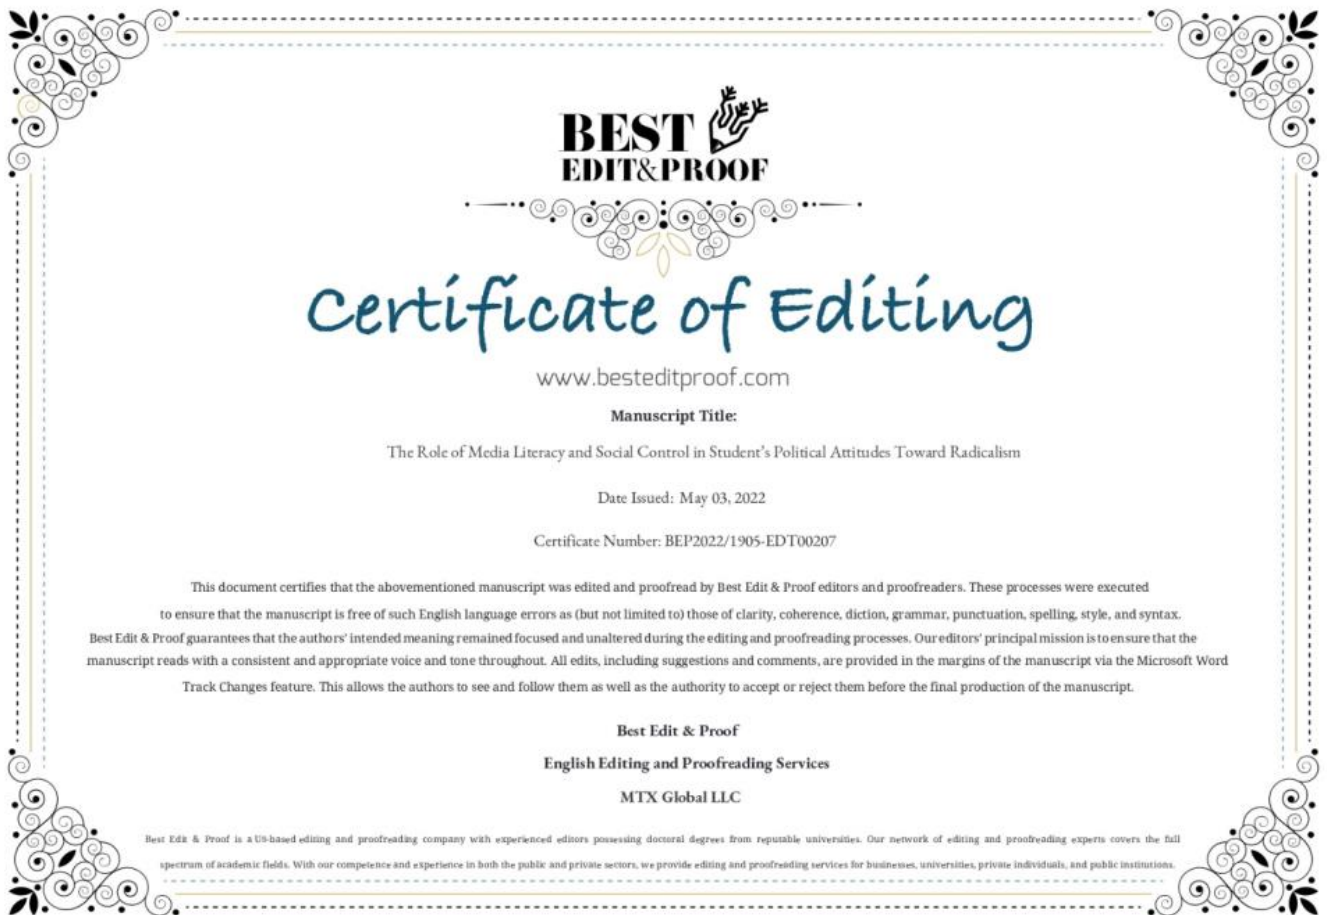 BEST
EDIT&PROOF
Certificate of Editing
www.besteditproof.com
Manuscript Title:
The Role of Media Literacy and Social Control in Student's Political Attitudes Toward Radicalism
Date Issued: May 03, 2022
Certificate Number: BEP2022/1905-EDT00207
This document certifies that the abovementioned manuscript was edited and proofread by Best Edit & Proof editors and proofreaders. These processes were executed
to ensure that the manuscript is free of such English language errors as (but not limited to) those of clarity, coherence, diction, grammar, punctuation, spelling, style, and syntax.
Best Edit & Proof guarantees that the authors' intended meaning remained focused and unaltered during the editing and proofreading processes. Our editors' principal mission is to ensure that the
manuscript reads with a consistent and appropriate voice and tone throughout. All edits, including suggestions and comments, are provided in the margins of the manuscript via the Microsoft Word
Track Changes feature. This allows the authors to see and follow them as well as the authority to accept or reject them before the final production of the manuscript.
Best Edit & Proof
English Editing and Proofreading Services
MTX Global LLC
Best Edit & Proof is a US-based editing and proofreading company with experienced editors possessing doctoral degrees from reputable universities. Our network of editing and proofreading experts covers the full
spectrum of academic fields. With our competence and experience in both the public and private sectors, we provide editing and proofreading services for businesses, universities, private individuals, and public institutions.